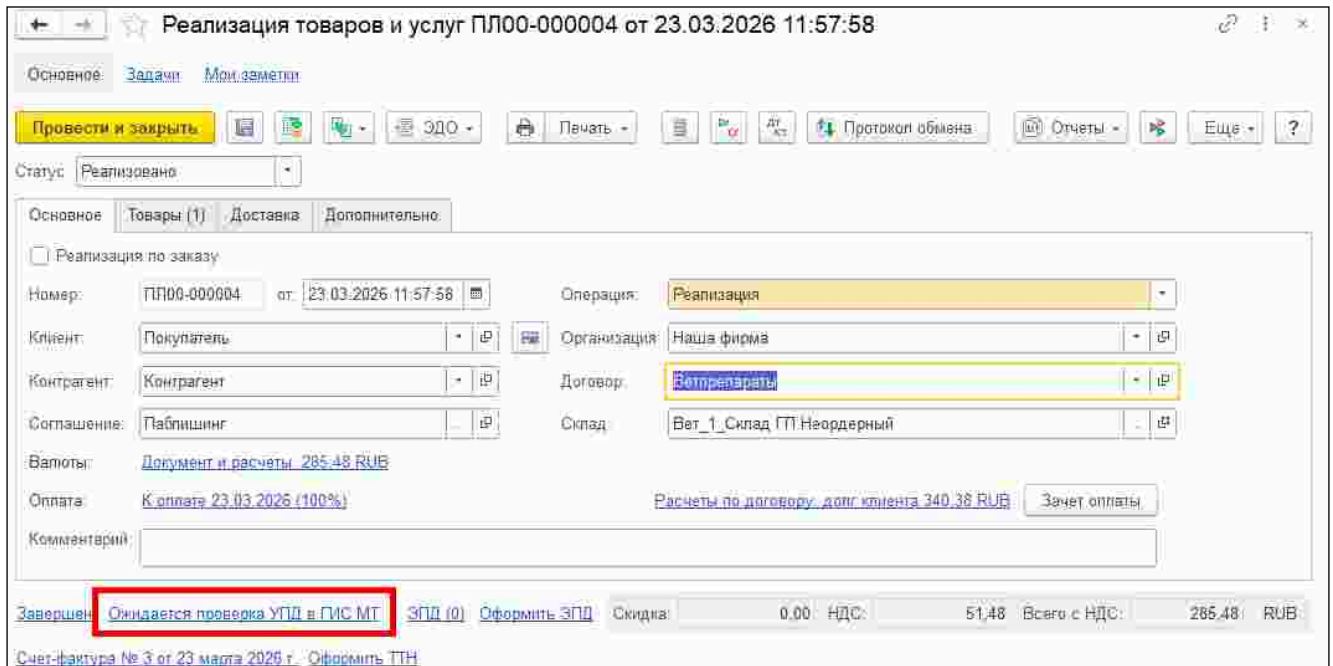 Реализация товаров и услуг ПЛ00-000004 от 23.03.2026 11:57:58
Основное Задачи Мои заметки
Провести и закрыть ЭДО Печать Дт Кт Протокол обмена Отчеты Еще ?
Статус: Реализовано
Основное Товары (1) Доставка Дополнительно
Реализация по заказу
Номер: ПЛ00-000004 от: 23.03.2026 11:57:58 Операция: Реализация
Клиент: Покупатель Организация: Наша фирма
Контрагент: Контрагент Договор: Ветпрепараты
Соглашение: Паблишинг Склад: Вет_1_Склад ГП Неордерный
Валюты: Документ и расчеты: 285,48 RUB
Оплата: К оплате 23.03.2026 (100%) Расчеты по договору: долг клиента 340,38 RUB Зачет оплаты
Комментарий:
Завершен Ожидается проверка УПД в ГИС МТ ЭПД (0) Оформить ЭПД Скидка: 0,00 НДС: 51,48 Всего с НДС: 285,48 RUB
Счет-фактура № 3 от 23 марта 2026 г. Оформить ТТН